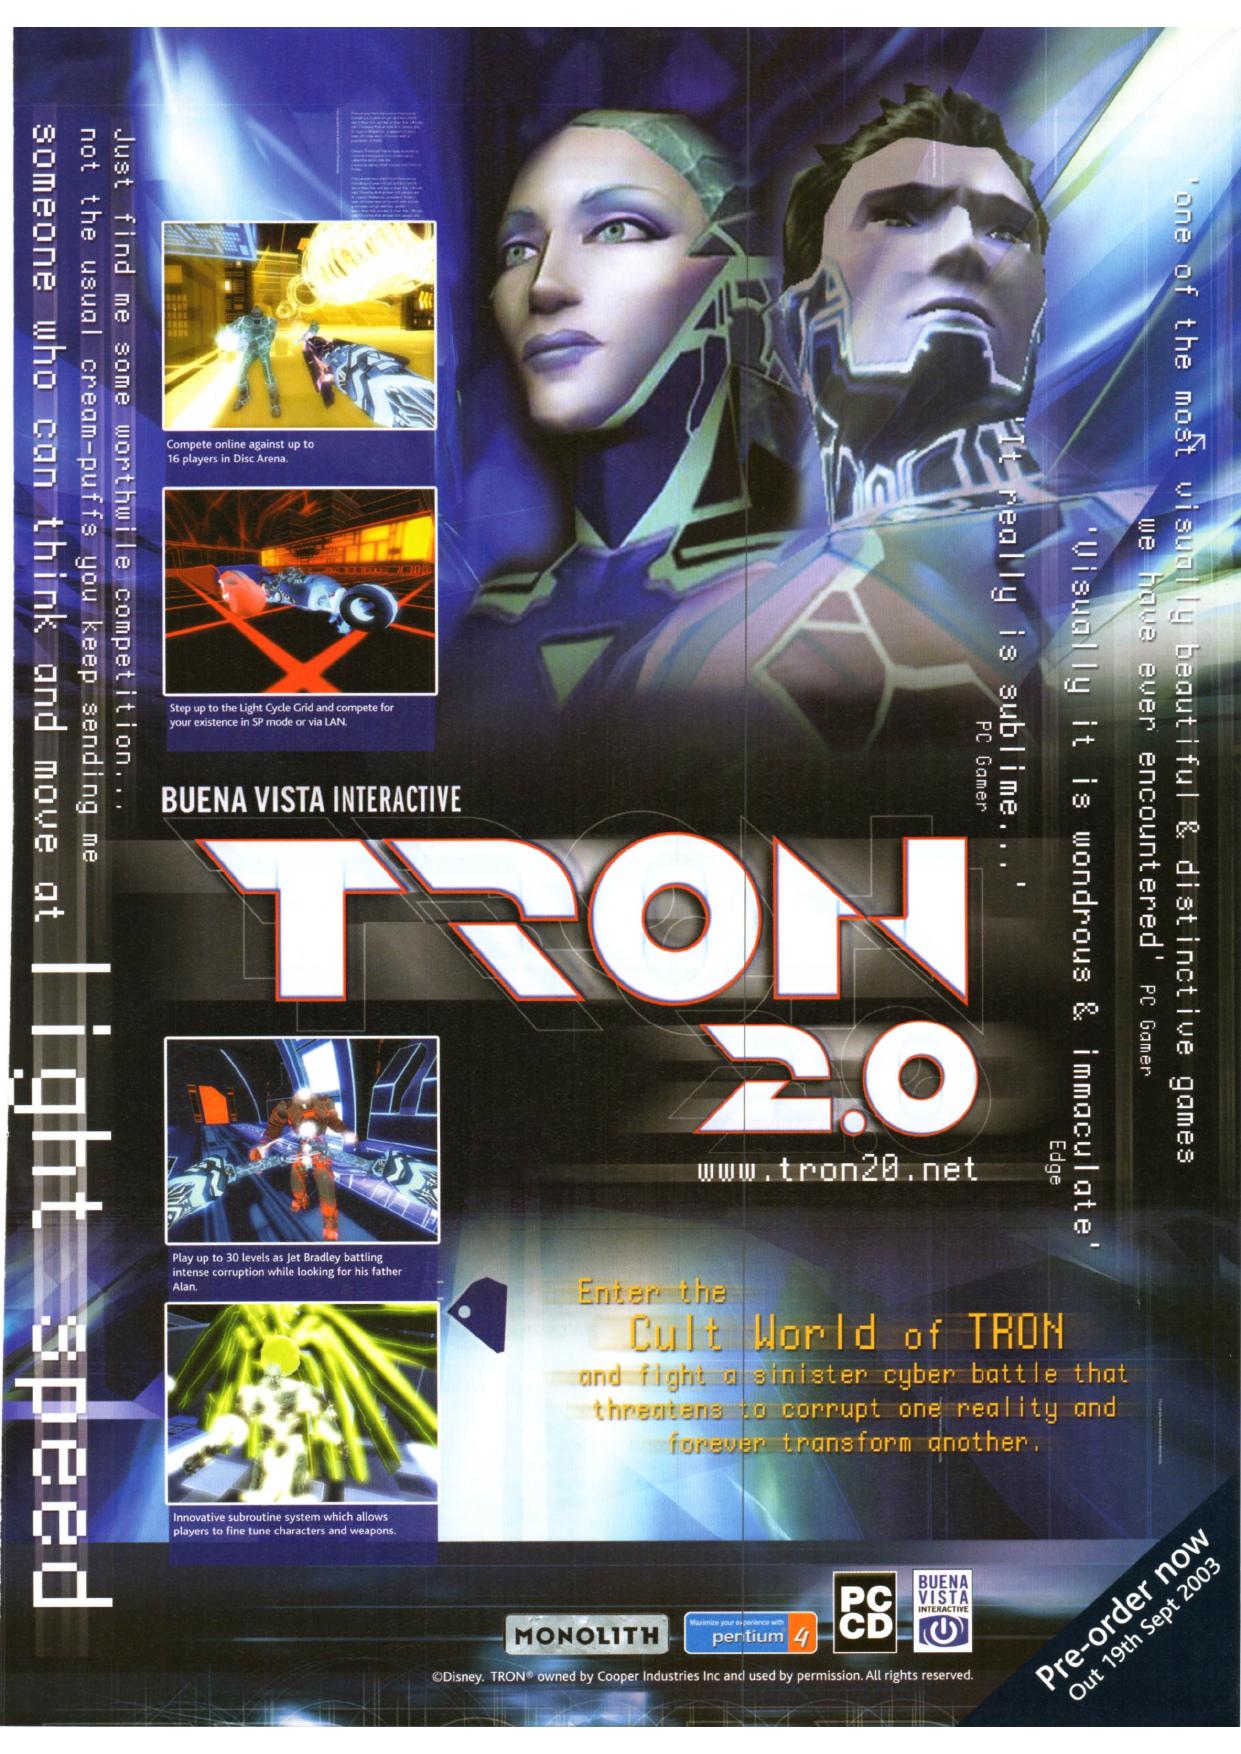 Just find me some worthwile competition...
not the usual cream-puffs you keep sending me
someone who can think and move at
light speed
Compete online against up to
16 players in Disc Arena.
Step up to the Light Cycle Grid and compete for
your existence in SP mode or via LAN.
'one of the most visually beautiful & distinctive games
we have ever encountered' PC Gamer
'Visually it is wondrous & immaculate'
Edge
'It really is sublime...'
PC Gamer
BUENA VISTA INTERACTIVE
TRON
2.0
www.tron20.net
Play up to 30 levels as Jet Bradley battling
intense corruption while looking for his father
Alan.
Innovative subroutine system which allows
players to fine tune characters and weapons.
Enter the
Cult World of TRON
and fight a sinister cyber battle that
threatens to corrupt one reality and
forever transform another.
MONOLITH
Maximize your experience with
pentium 4
PC
CD
BUENA
VISTA
INTERACTIVE
©Disney. TRON® owned by Cooper Industries Inc and used by permission. All rights reserved.
Pre-order now
Out 19th Sept 2003